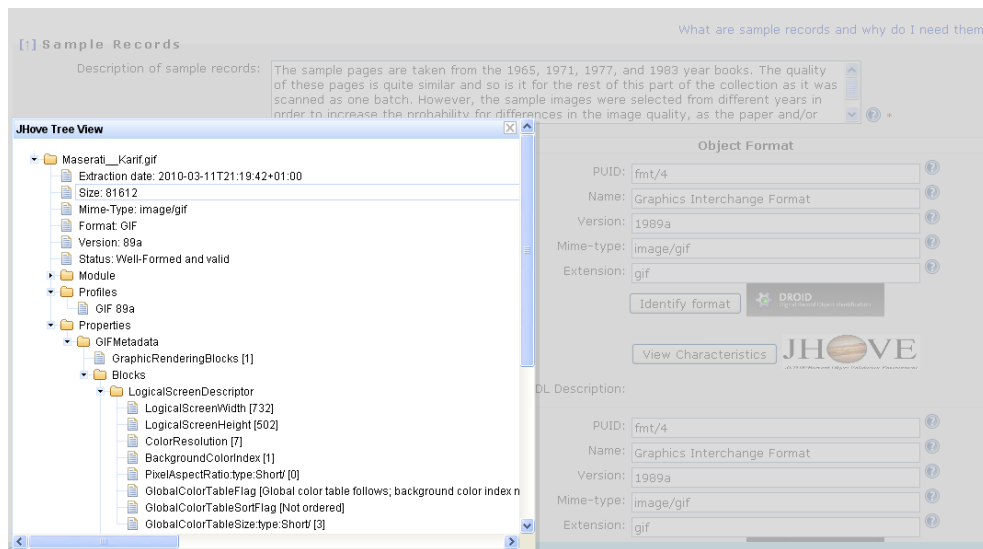 What are sample records and why do I need them
[↑] Sample Records
Description of sample records:
The sample pages are taken from the 1965, 1971, 1977, and 1983 year books. The quality
of these pages is quite similar and so is it for the rest of this part of the collection as it was
scanned as one batch. However, the sample images were selected from different years in
order to increase the probability for differences in the image quality, as the paper and/or
*
JHove Tree View
Maserati__Karif.gif
Extraction date: 2010-03-11T21:19:42+01:00
Size: 81612
Mime-Type: image/gif
Format: GIF
Version: 89a
Status: Well-Formed and valid
Module
Profiles
GIF 89a
Properties
GIFMetadata
GraphicRenderingBlocks [1]
Blocks
LogicalScreenDescriptor
LogicalScreenWidth [732]
LogicalScreenHeight [502]
ColorResolution [7]
BackgroundColorIndex [1]
PixelAspectRatio:type:Short/ [0]
GlobalColorTableFlag [Global color table follows; background color index n
GlobalColorTableSortFlag [Not ordered]
GlobalColorTableSize:type:Short/ [3]
Object Format
PUID: fmt/4
Name: Graphics Interchange Format
Version: 1989a
Mime-type: image/gif
Extension: gif
Identify format DROID
View Characteristics JHOVE
DL Description:
PUID: fmt/4
Name: Graphics Interchange Format
Version: 1989a
Mime-type: image/gif
Extension: gif